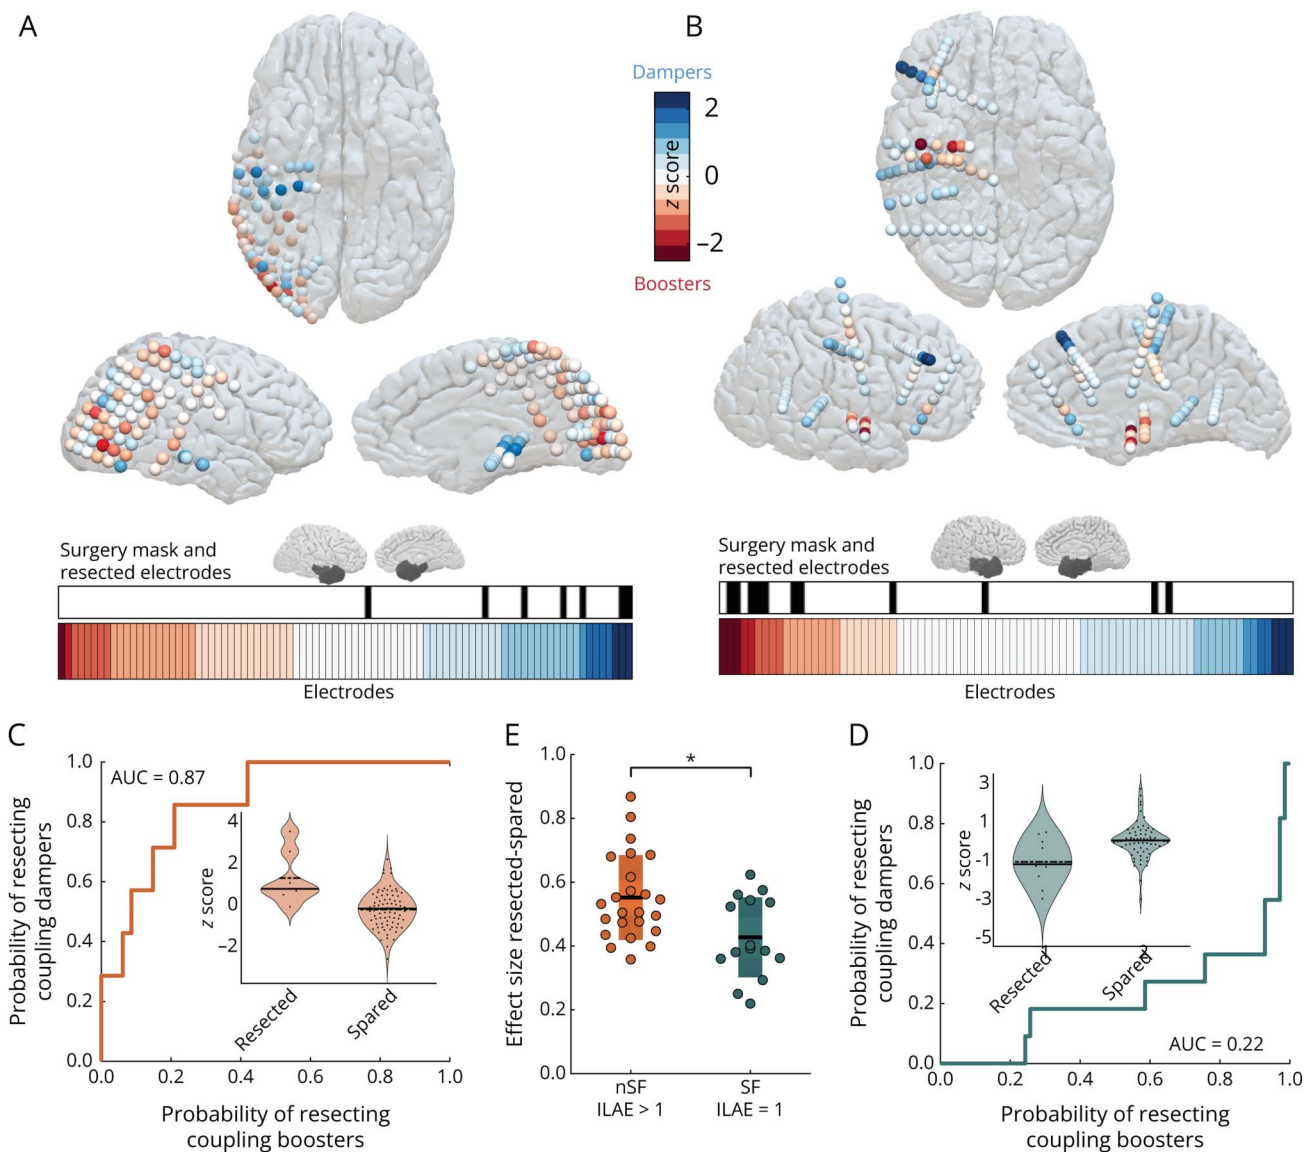 A
B
Dampers
2
0
−2
z score
Boosters
Surgery mask and
resected electrodes
Electrodes
Surgery mask and
resected electrodes
Electrodes
C
AUC = 0.87
1.0
0.8
0.6
0.4
0.2
0.0
Probability of resecting
coupling dampers
4
2
0
−2
z score
Resected
Spared
0.0 0.2 0.4 0.6 0.8 1.0
Probability of resecting
coupling boosters
E
*
1.0
0.8
0.6
0.4
0.2
0.0
Effect size resected-spared
nSF
ILAE > 1
SF
ILAE = 1
D
1.0
0.8
0.6
0.4
0.2
0.0
Probability of resecting
coupling dampers
3
1
-1
-3
-5
z score
Resected
Spared
AUC = 0.22
0.0 0.2 0.4 0.6 0.8 1.0
Probability of resecting
coupling boosters